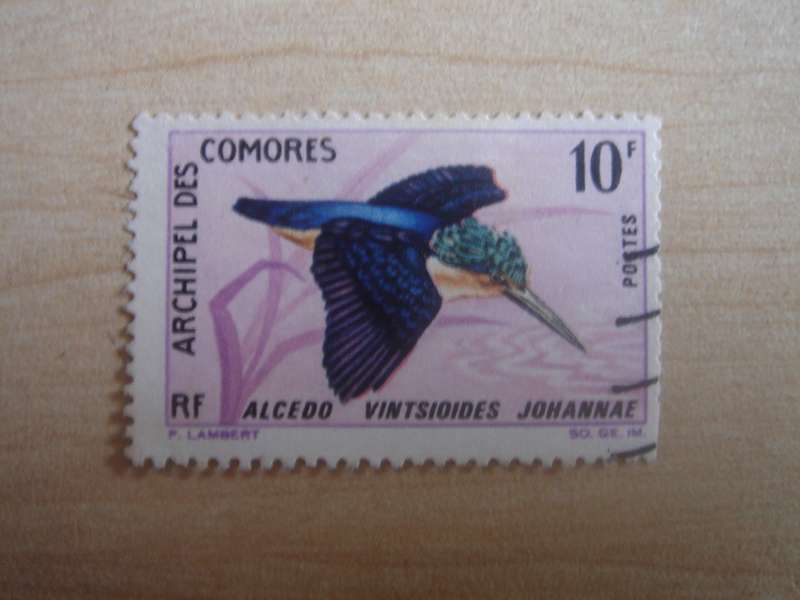 ARCHIPEL DES COMORES
10F
POSTES
RF
ALCEDO VINTSIOIDES JOHANNAE
P. LAMBERT
SO. GE. IM.